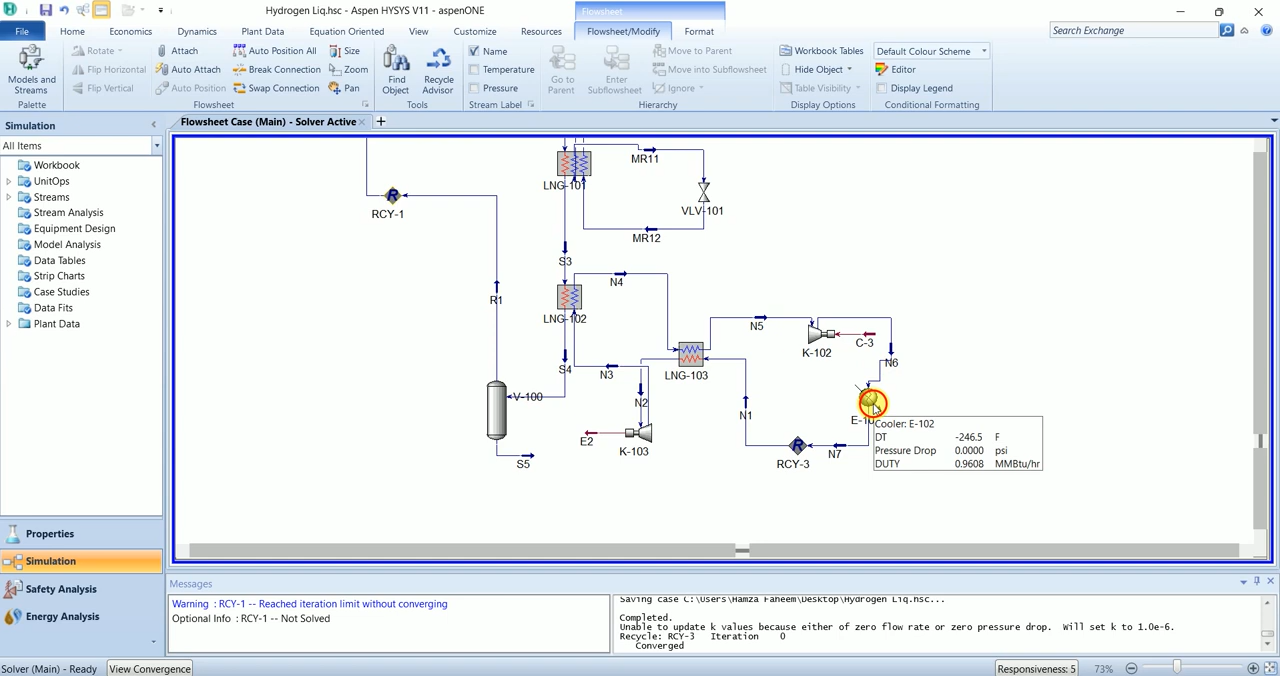 Hydrogen Liq.hsc - Aspen HYSYS V11 - aspenONE
Flowsheet
File Home Economics Dynamics Plant Data Equation Oriented View Customize Resources Flowsheet/Modify Format
Search Exchange
Models and Streams
Palette
Rotate Attach Auto Position All Size
Flip Horizontal Auto Attach Break Connection Zoom
Flip Vertical Auto Position Swap Connection Pan
Flowsheet
Find Object
Recycle Advisor
Tools
Name
Temperature
Pressure
Stream Label
Go to Parent
Enter Subflowsheet
Move to Parent
Move into Subflowsheet
Ignore
Hierarchy
Workbook Tables
Hide Object
Table Visibility
Display Options
Default Colour Scheme
Editor
Display Legend
Conditional Formatting
Simulation
All Items
Workbook
UnitOps
Streams
Stream Analysis
Equipment Design
Model Analysis
Data Tables
Strip Charts
Case Studies
Data Fits
Plant Data
Properties
Simulation
Safety Analysis
Energy Analysis
Flowsheet Case (Main) - Solver Active
MR11
LNG-101
VLV-101
RCY-1
MR12
S3
N4
R1
LNG-102
N5
C-3
K-102
N6
S4
N3
LNG-103
V-100
N2
N1
E2
K-103
RCY-3
N7
S5
E-10
Cooler: E-102
DT -246.5 F
Pressure Drop 0.0000 psi
DUTY 0.9608 MMBtu/hr
Messages
Warning : RCY-1 -- Reached iteration limit without converging
Optional Info : RCY-1 -- Not Solved
Saving case C:\Users\Hamza Faheem\Desktop\Hydrogen Liq.hsc...
Completed.
Unable to update k values because either of zero flow rate or zero pressure drop. Will set k to 1.0e-6.
Recycle: RCY-3 Iteration 0
Converged
Solver (Main) - Ready View Convergence Responsiveness: 5 73%